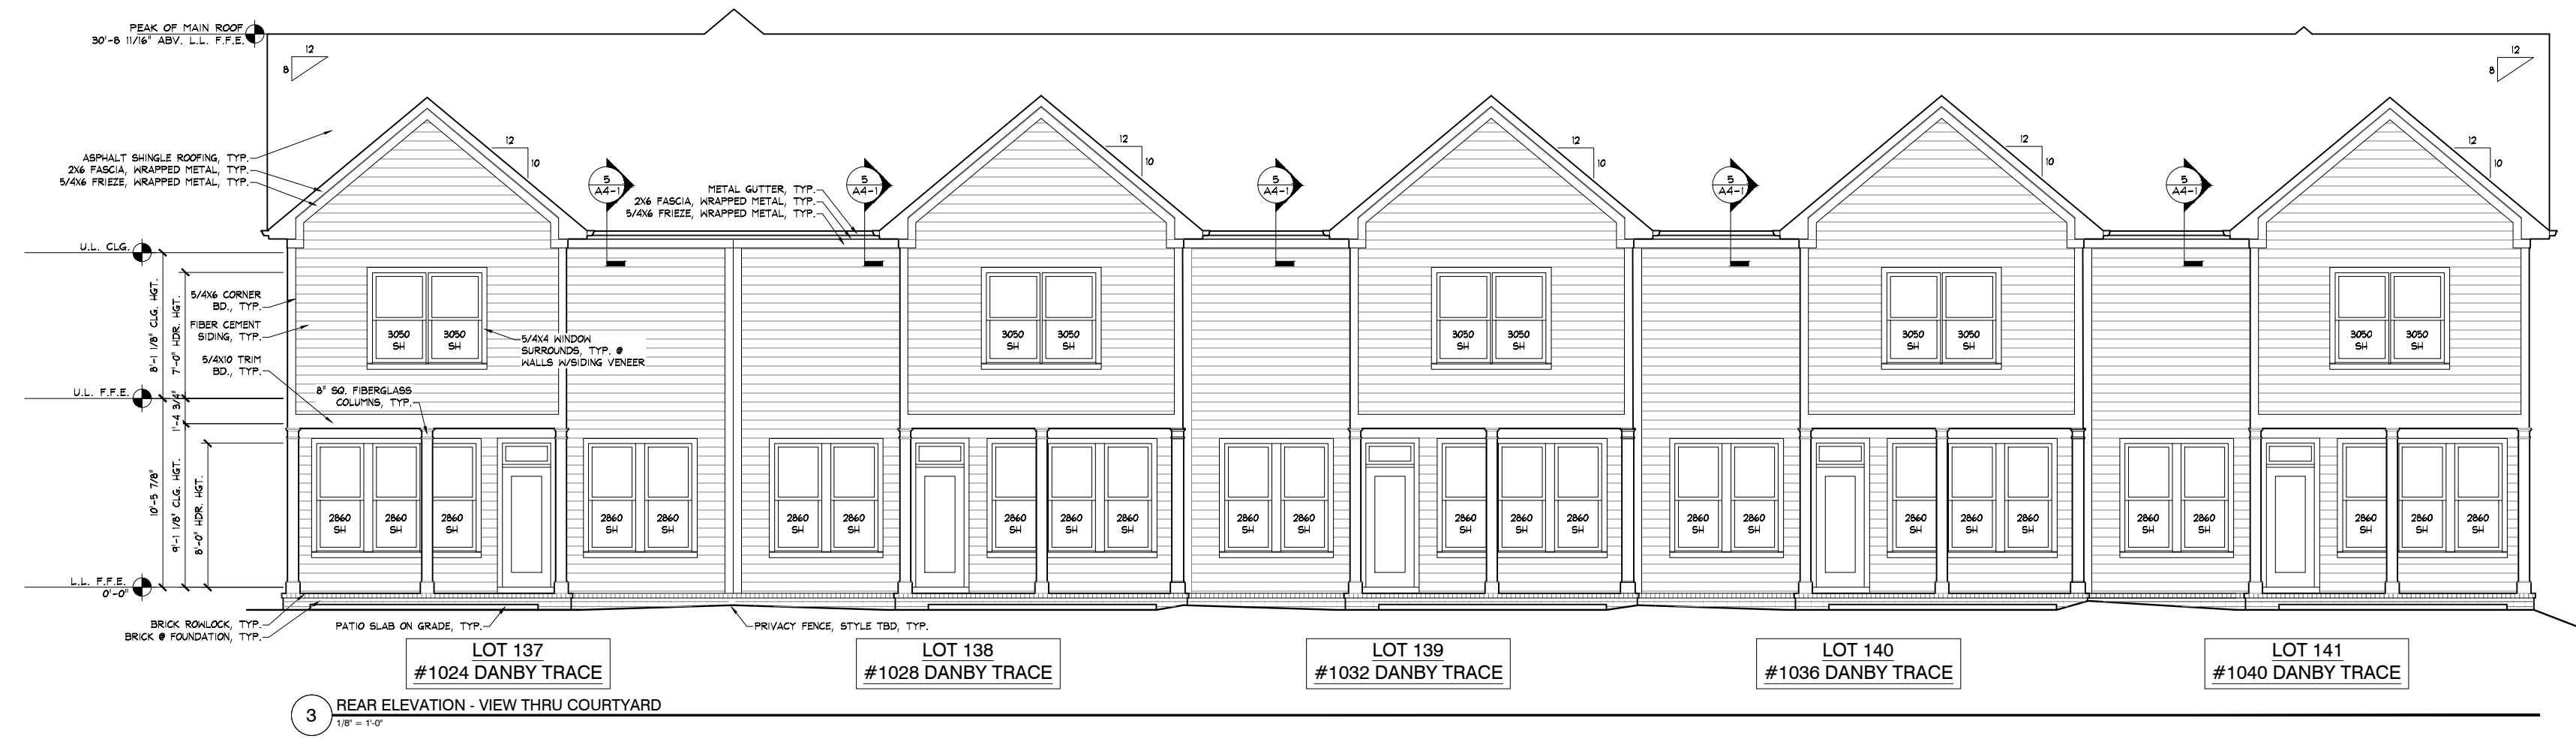 PEAK OF MAIN ROOF
30'-8 11/16" ABV. L.L. F.F.E.
12
8
12
8
12
10
12
10
12
10
12
10
12
10
ASPHALT SHINGLE ROOFING, TYP.
2X6 FASCIA, WRAPPED METAL, TYP.
5/4X6 FRIEZE, WRAPPED METAL, TYP.
5
A4-1
5
A4-1
5
A4-1
5
A4-1
5
A4-1
METAL GUTTER, TYP.
2X6 FASCIA, WRAPPED METAL, TYP.
5/4X6 FRIEZE, WRAPPED METAL, TYP.
U.L. CLG.
8'-1 1/8" CLG. HGT.
7'-0" HDR. HGT.
5/4X6 CORNER
BD., TYP.
FIBER CEMENT
SIDING, TYP.
5/4X10 TRIM
BD., TYP.
3050
SH
3050
SH
5/4X4 WINDOW
SURROUNDS, TYP. @
WALLS W/SIDING VENEER
3050
SH
3050
SH
3050
SH
3050
SH
3050
SH
3050
SH
3050
SH
3050
SH
U.L. F.F.E.
1'-4 3/4"
8" SQ. FIBERGLASS
COLUMNS, TYP.
10'-5 7/8"
9'-1 1/8" CLG. HGT.
8'-0" HDR. HGT.
2860
SH
2860
SH
2860
SH
2860
SH
2860
SH
2860
SH
2860
SH
2860
SH
2860
SH
2860
SH
2860
SH
2860
SH
2860
SH
2860
SH
2860
SH
2860
SH
2860
SH
2860
SH
2860
SH
2860
SH
2860
SH
2860
SH
2860
SH
2860
SH
2860
SH
L.L. F.F.E.
0'-0"
BRICK ROWLOCK, TYP.
BRICK @ FOUNDATION, TYP.
PATIO SLAB ON GRADE, TYP.
PRIVACY FENCE, STYLE TBD, TYP.
LOT 137
#1024 DANBY TRACE
LOT 138
#1028 DANBY TRACE
LOT 139
#1032 DANBY TRACE
LOT 140
#1036 DANBY TRACE
LOT 141
#1040 DANBY TRACE
3
REAR ELEVATION - VIEW THRU COURTYARD
1/8" = 1'-0"